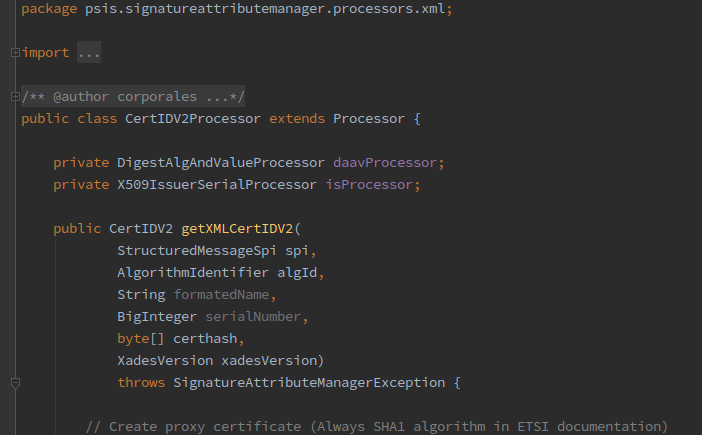 package psis.signatureattributemanager.processors.xml;
import ...
/** @author corporales ...*/
public class CertIDV2Processor extends Processor {
private DigestAlgAndValueProcessor daavProcessor;
private X509IssuerSerialProcessor isProcessor;
public CertIDV2 getXMLCertIDV2(
StructuredMessageSpi spi,
AlgorithmIdentifier algId,
String formatedName,
BigInteger serialNumber,
byte[] certhash,
XadesVersion xadesVersion)
throws SignatureAttributeManagerException {
// Create proxy certificate (Always SHA1 algorithm in ETSI documentation)